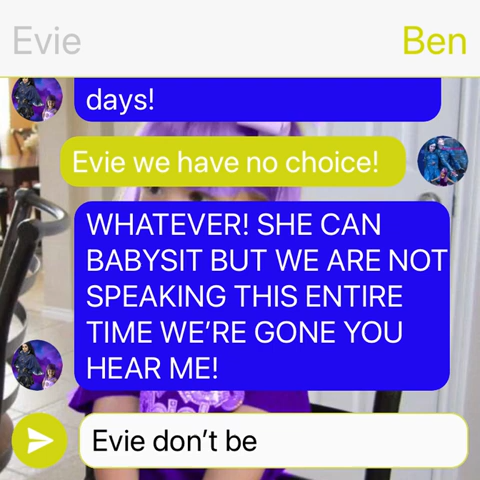 Evie
Ben
days!
Evie we have no choice!
WHATEVER! SHE CAN
BABYSIT BUT WE ARE NOT
SPEAKING THIS ENTIRE
TIME WE’RE GONE YOU
HEAR ME!
Evie don’t be